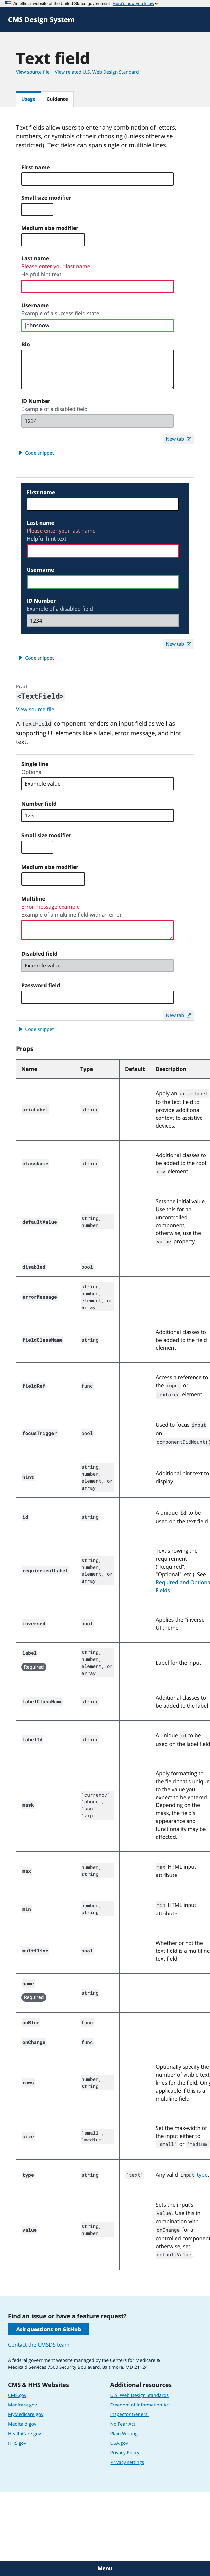 An official website of the United States government Here's how you know
CMS Design System
Text field
View source file View related U.S. Web Design Standard
Usage Guidance
Text fields allow users to enter any combination of letters,
numbers, or symbols of their choosing (unless otherwise
restricted). Text fields can span single or multiple lines.
First name
Small size modifier
Medium size modifier
Last name
Please enter your last name
Helpful hint text
Username
Example of a success field state
johnsnow
Bio
ID Number
Example of a disabled field
1234
New tab
Code snippet
First name
Last name
Please enter your last name
Helpful hint text
Username
ID Number
Example of a disabled field
1234
New tab
Code snippet
React
<TextField>
View source file
A TextField component renders an input field as well as
supporting UI elements like a label, error message, and hint
text.
Single line
Optional
Example value
Number field
123
Small size modifier
Medium size modifier
Multiline
Error message example
Example of a multiline field with an error
Disabled field
Example value
Password field
New tab
Code snippet
Props
Name Type Default Description
ariaLabel string Apply an aria-label
to the text field to
provide additional
context to assistive
devices.
className string Additional classes to
be added to the root
div element
defaultValue string, number Sets the initial value.
Use this for an
uncontrolled
component;
otherwise, use the
value property.
disabled bool
errorMessage string, number, element, or array
fieldClassName string Additional classes to
be added to the field
element
fieldRef func Access a reference to
the input or
textarea element
focusTrigger bool Used to focus input
on
componentDidMount()
hint string, number, element, or array Additional hint text to
display
id string A unique id to be
used on the text field.
requirementLabel string, number, element, or array Text showing the
requirement
("Required",
"Optional", etc.). See
Required and Optional
Fields.
inversed bool Applies the "inverse"
UI theme
label Required string, number, element, or array Label for the input
labelClassName string Additional classes to
be added to the label
labelId string A unique id to be
used on the label field
mask 'currency', 'phone', 'ssn', 'zip' Apply formatting to
the field that's unique
to the value you
expect to be entered.
Depending on the
mask, the field's
appearance and
functionality may be
affected.
max number, string max HTML input
attribute
min number, string min HTML input
attribute
multiline bool Whether or not the
text field is a multiline
text field
name Required string
onBlur func
onChange func
rows number, string Optionally specify the
number of visible text
lines for the field. Only
applicable if this is a
multiline field.
size 'small', 'medium' Set the max-width of
the input either to
'small' or 'medium'
type string 'text' Any valid input type.
value string, number Sets the input's
value. Use this in
combination with
onChange for a
controlled component
otherwise, set
defaultValue.
Find an issue or have a feature request?
Ask questions on GitHub
Contact the CMSDS team
A federal government website managed by the Centers for Medicare &
Medicaid Services 7500 Security Boulevard, Baltimore, MD 21124
CMS & HHS Websites
CMS.gov
Medicare.gov
MyMedicare.gov
Medicaid.gov
HealthCare.gov
HHS.gov
Additional resources
U.S. Web Design Standards
Freedom of Information Act
Inspector General
No Fear Act
Plain Writing
USA.gov
Privacy Policy
Privacy settings
Menu